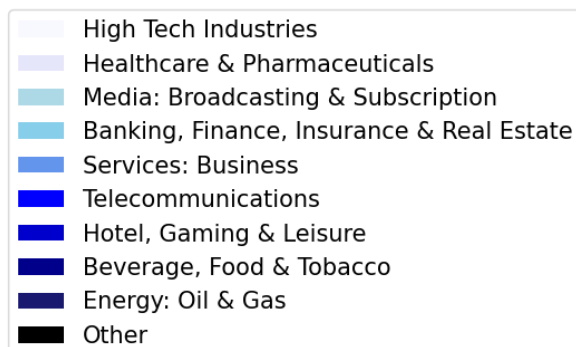 High Tech Industries
Healthcare & Pharmaceuticals
Media: Broadcasting & Subscription
Banking, Finance, Insurance & Real Estate
Services: Business
Telecommunications
Hotel, Gaming & Leisure
Beverage, Food & Tobacco
Energy: Oil & Gas
Other